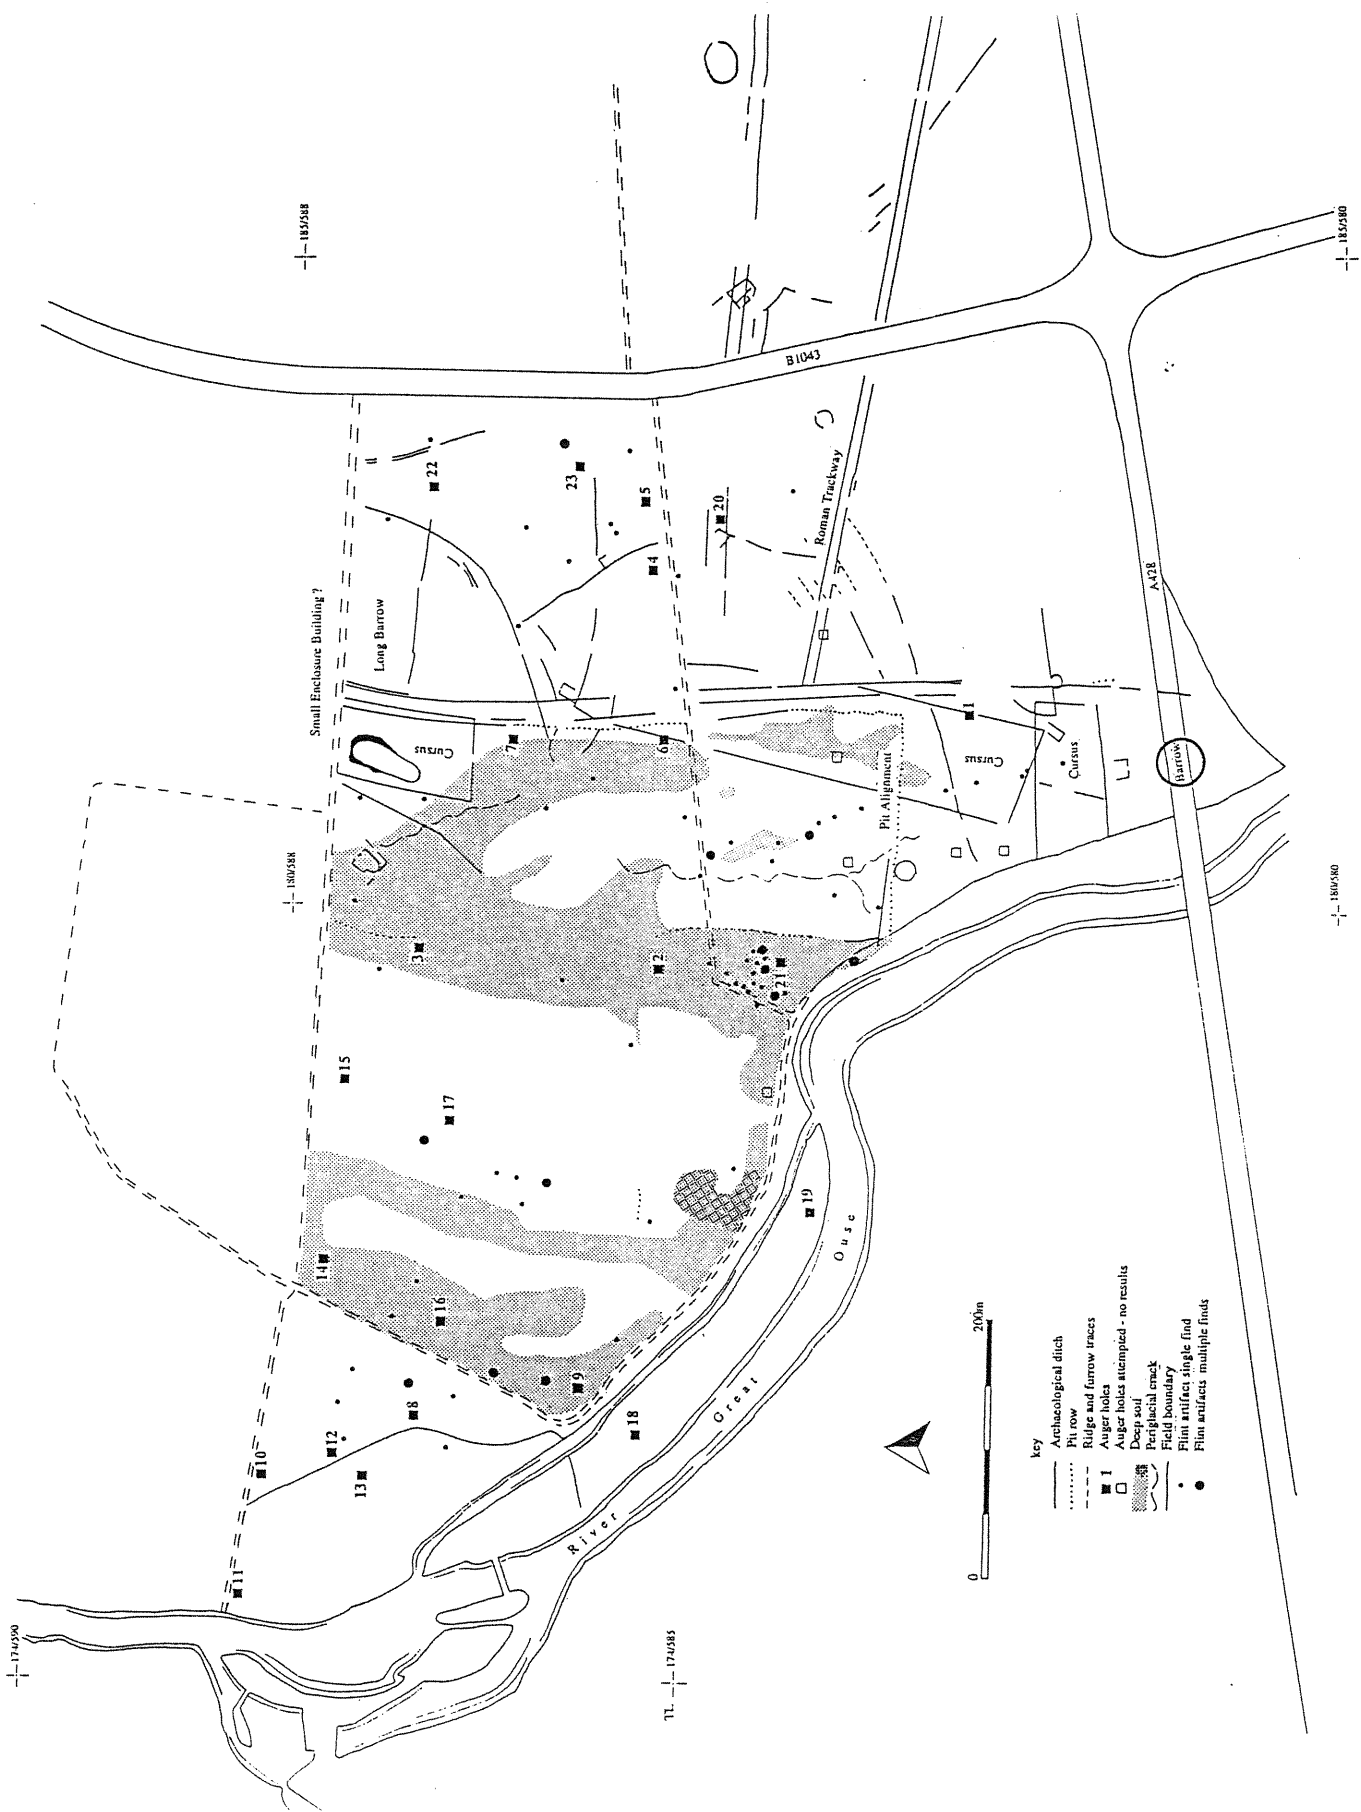 185/588
185/580
B1043
22
23
5
20
4
Roman Trackway
A428
Small Enclosure Building ?
Long Barrow
Cursus
7
6
1
Cursus
Cursus
Barrow
Pit Alignment
180/588
180/580
3
2
21
15
17
19
14
16
9
8
12
10
13
11
18
River Great Ouse
174/590
TL
174/585
0
200m
key
Archaeological ditch
Pit row
Ridge and furrow traces
1 Auger holes
Auger holes attempted - no results
Deep soil
Periglacial crack
Field boundary
Flint artifact single find
Flint artifacts multiple finds